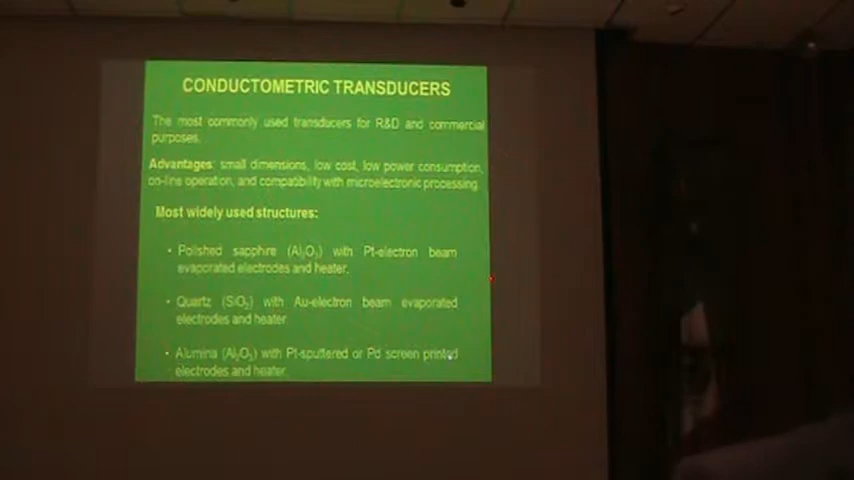 CONDUCTOMETRIC TRANSDUCERS
The most commonly used transducers for R&D and commercial
purposes.
Advantages: small dimensions, low cost, low power consumption,
on-line operation, and compatibility with microelectronic processing.
Most widely used structures:
• Polished sapphire (Al₂O₃) with Pt-electron beam
evaporated electrodes and heater.
• Quartz (SiO₂) with Au-electron beam evaporated
electrodes and heater.
• Alumina (Al₂O₃) with Pt-sputtered or Pd screen printed
electrodes and heater.